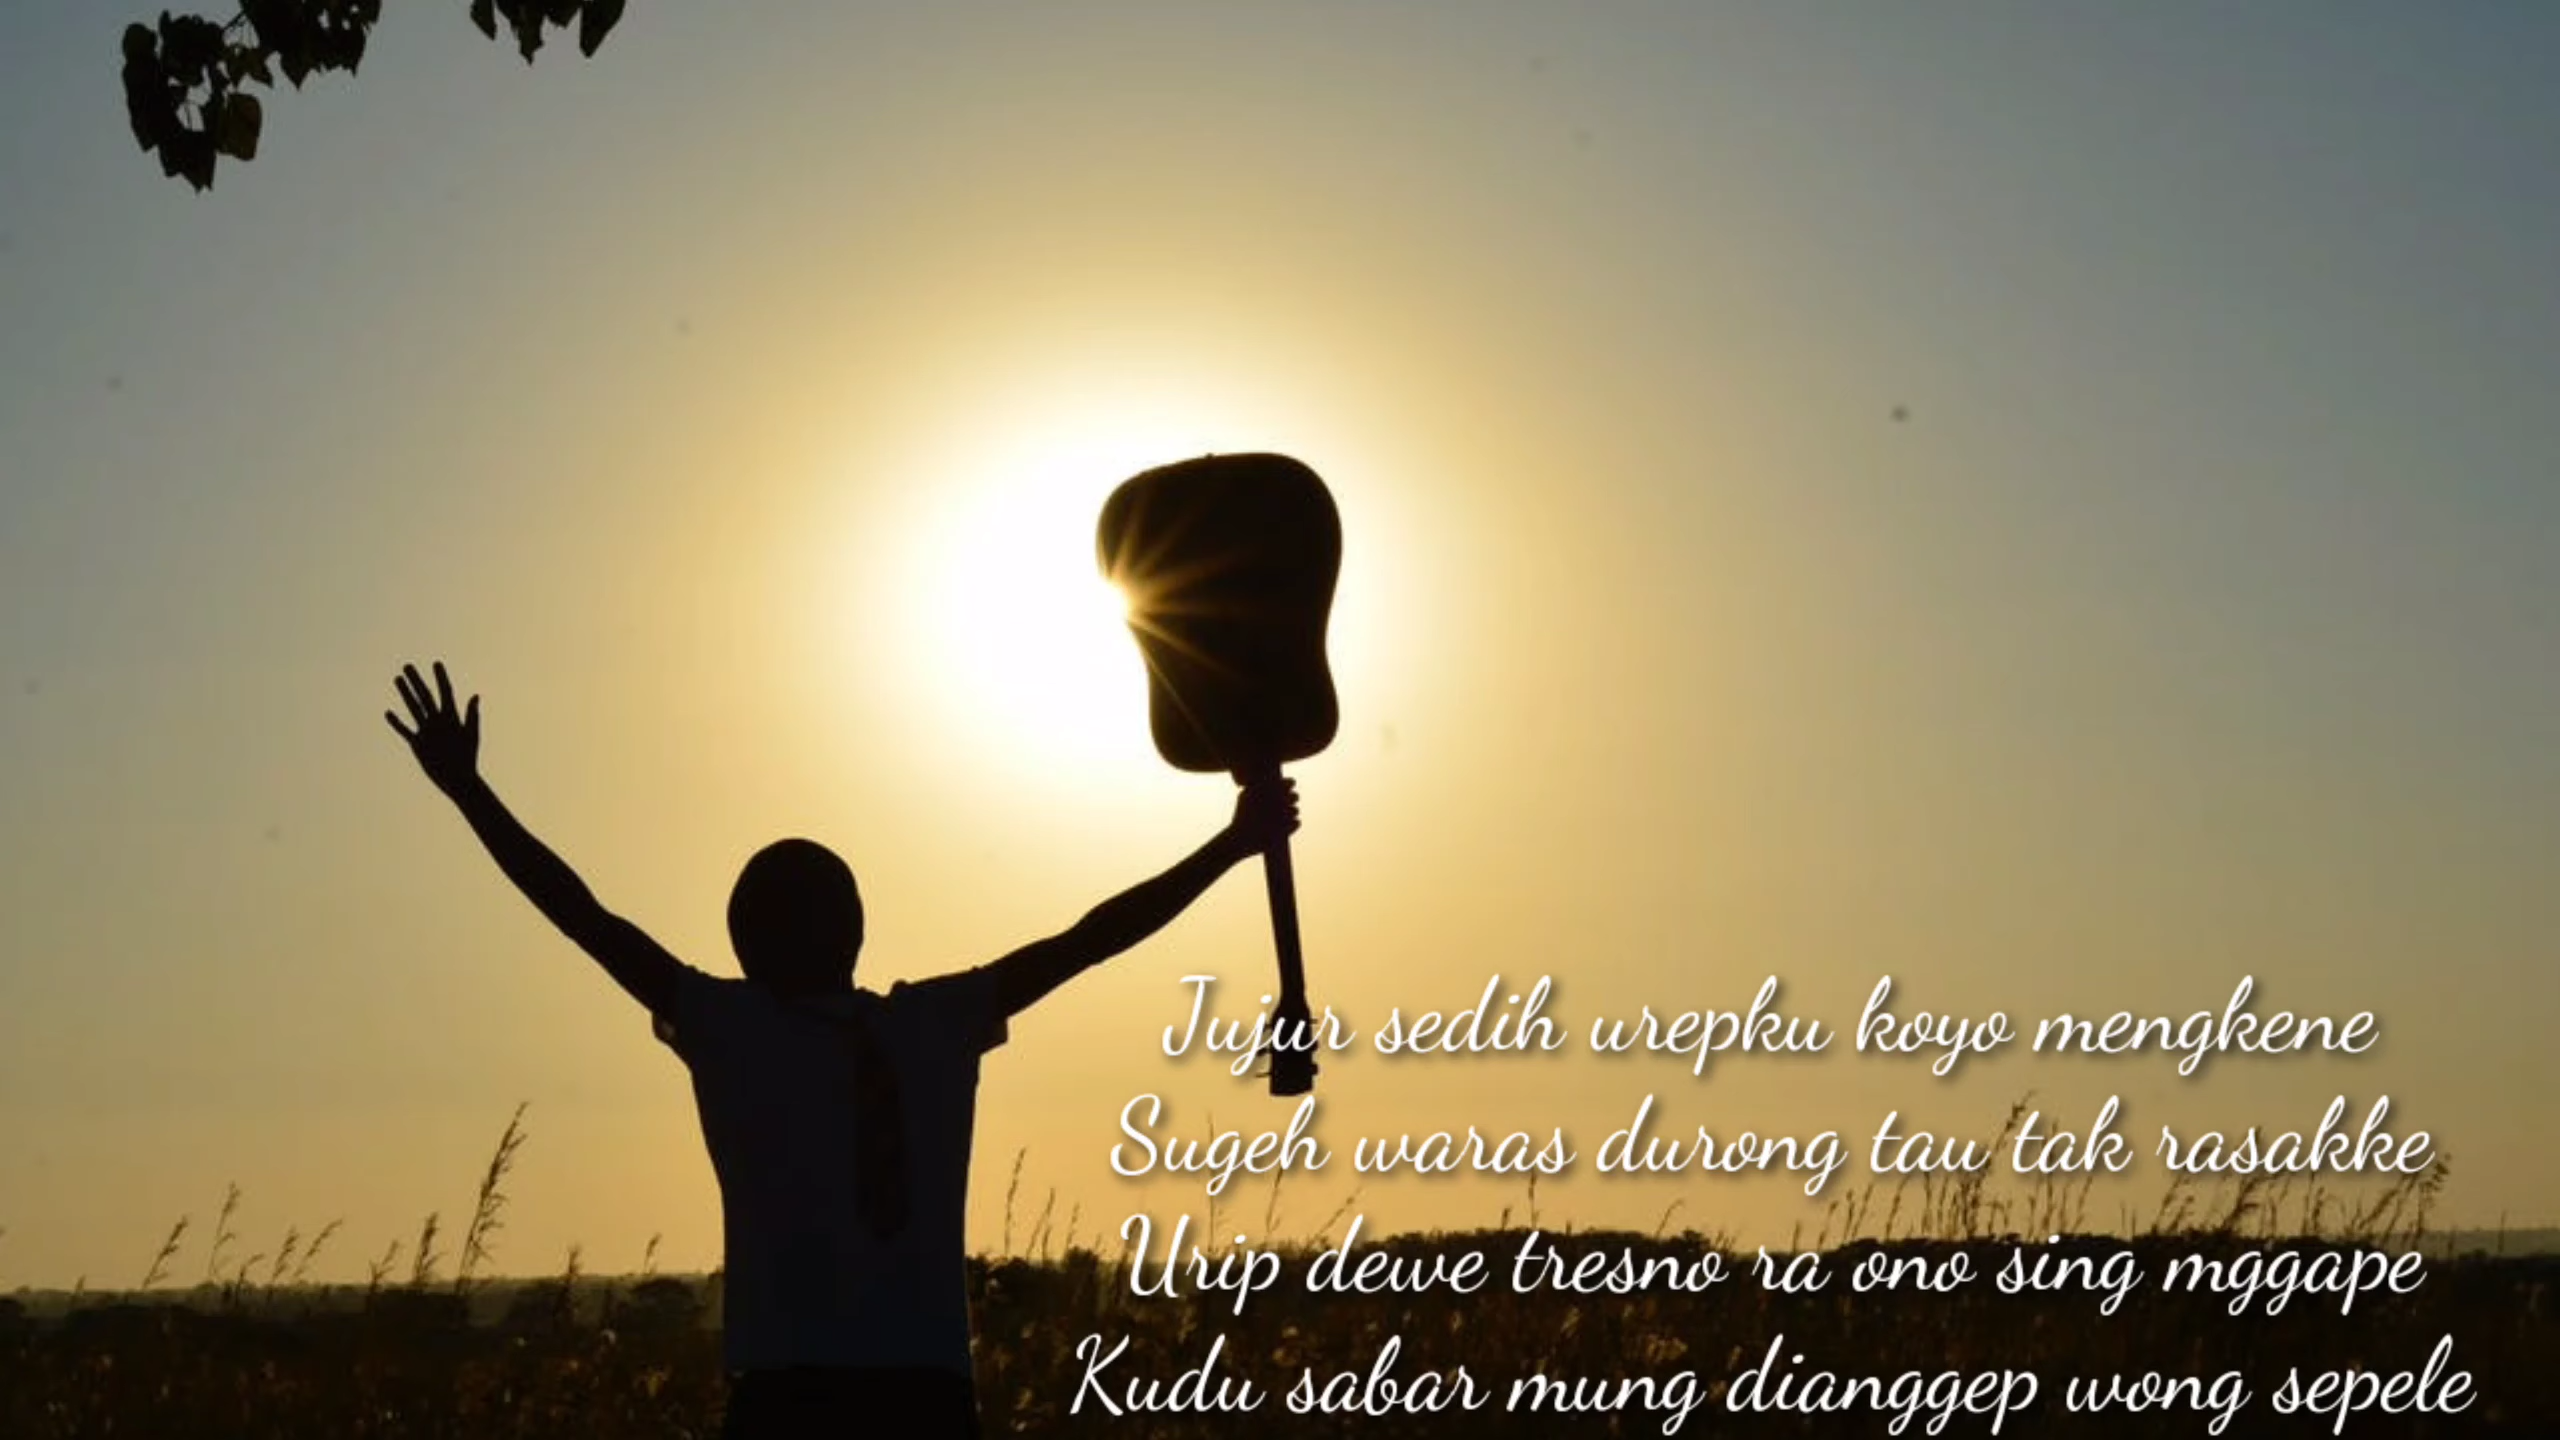 Jujur sedih urepku koyo mengkene
Sugeh waras durong tau tak rasakke
Urip dewe tresno ra ono sing mggape
Kudu sabar mung dianggep wong sepele